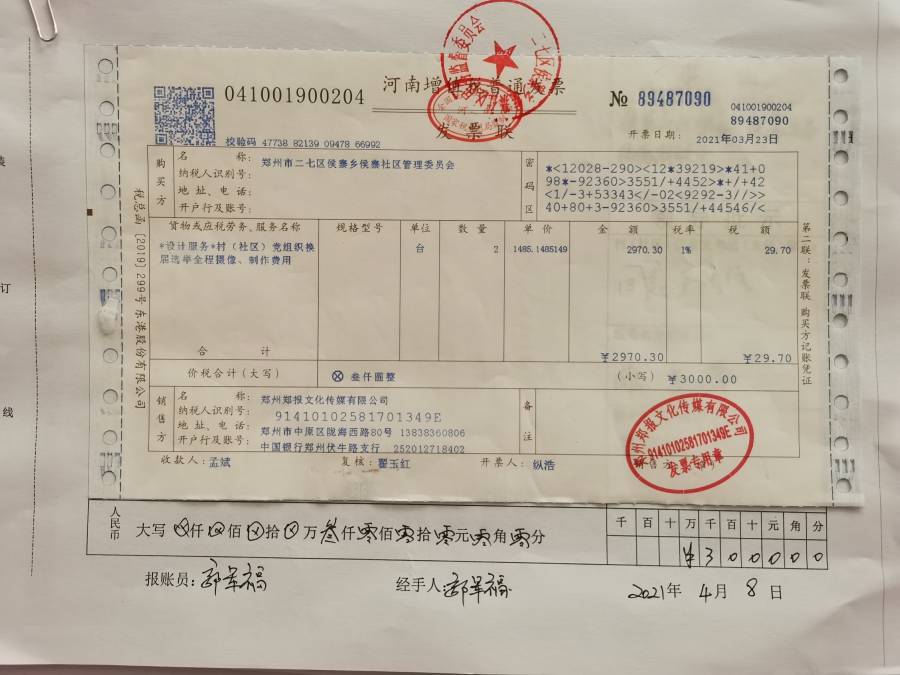 河南增值税普通发票
041001900204
№ 89487090
041001900204
89487090
发票联
校验码 47738 82139 09478 66992
开票日期: 2021年03月23日
购买方
名称: 郑州市二七区侯寨乡侯寨社区管理委员会
纳税人识别号:
地址、电话:
开户行及账号:
密码区
*<12028-290><12*39219>*41+0
98*-92360>3551/+4452>*+/+42
<1/-3+53343</-02<9292-3//>>
40+80+3-92360>3551/+44546/<
货物或应税劳务、服务名称 规格型号 单位 数量 单价 金额 税率 税额
*设计服务*村(社区)党组织换 台 2 1485.1485149 2970.30 1% 29.70
届选举全程摄像、制作费用
合计 ¥2970.30 ¥29.70
价税合计(大写) ⊗ 叁仟圆整 (小写) ¥3000.00
销售方
名称: 郑州郑报文化传媒有限公司
纳税人识别号: 91410102581701349E
地址、电话: 郑州市中原区陇海西路80号 13838360806
开户行及账号: 中国银行郑州伏牛路支行 252012718402
备注
收款人: 孟斌 复核: 翟玉红 开票人: 纵浩
郑州郑报文化传媒有限公司
91410102581701349E
发票专用章
税总函[2019]299号东港股份有限公司
第二联:发票联 购买方记账凭证
人民币
大写 ⊗仟⊗佰⊗拾⊗万叁仟零佰零拾零元零角零分
千 百 十 万 千 百 十 元 角 分
¥ 3 0 0 0 0 0
报账员: 经手人:
2021年 4月 8日
装
订
线